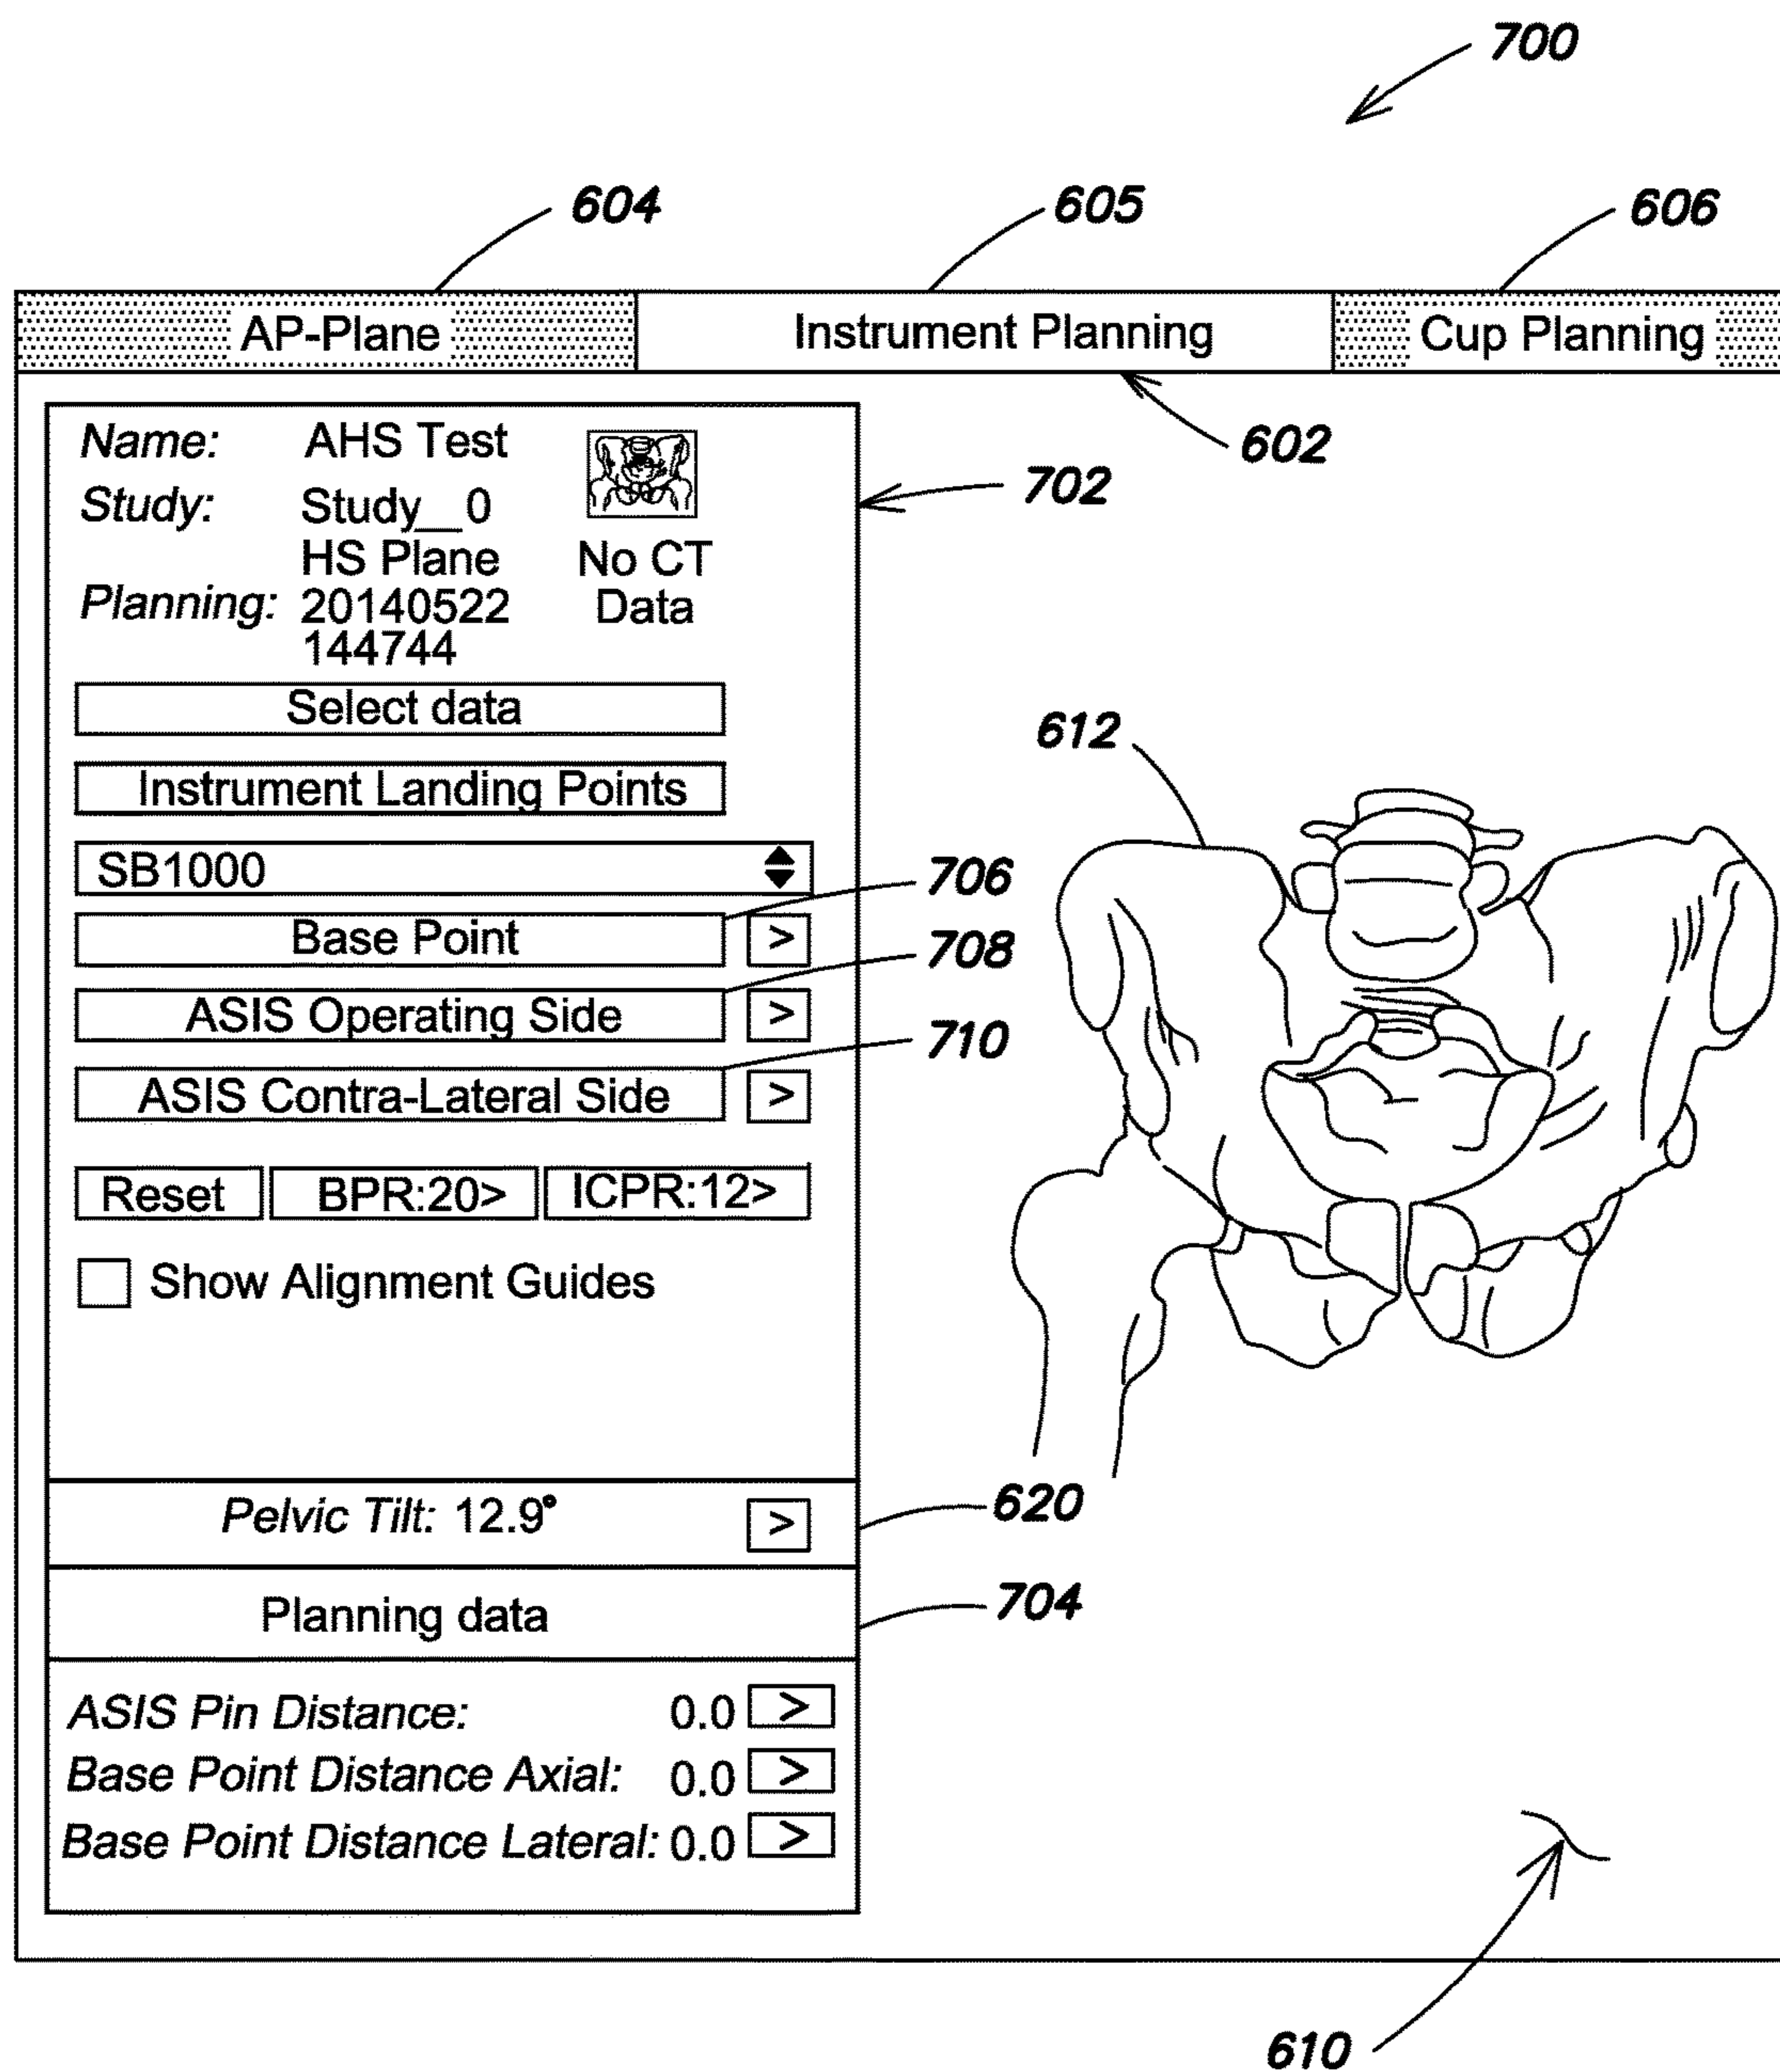 700
604 605 606
AP-Plane Instrument Planning Cup Planning
602
702
Name: AHS Test
Study: Study__0
HS Plane No CT
Planning: 20140522 Data
144744
Select data
612
Instrument Landing Points
SB1000
706
Base Point >
708
ASIS Operating Side >
710
ASIS Contra-Lateral Side >
Reset BPR:20> ICPR:12>
Show Alignment Guides
620
Pelvic Tilt: 12.9° >
704
Planning data
ASIS Pin Distance: 0.0 >
Base Point Distance Axial: 0.0 >
Base Point Distance Lateral: 0.0 >
610